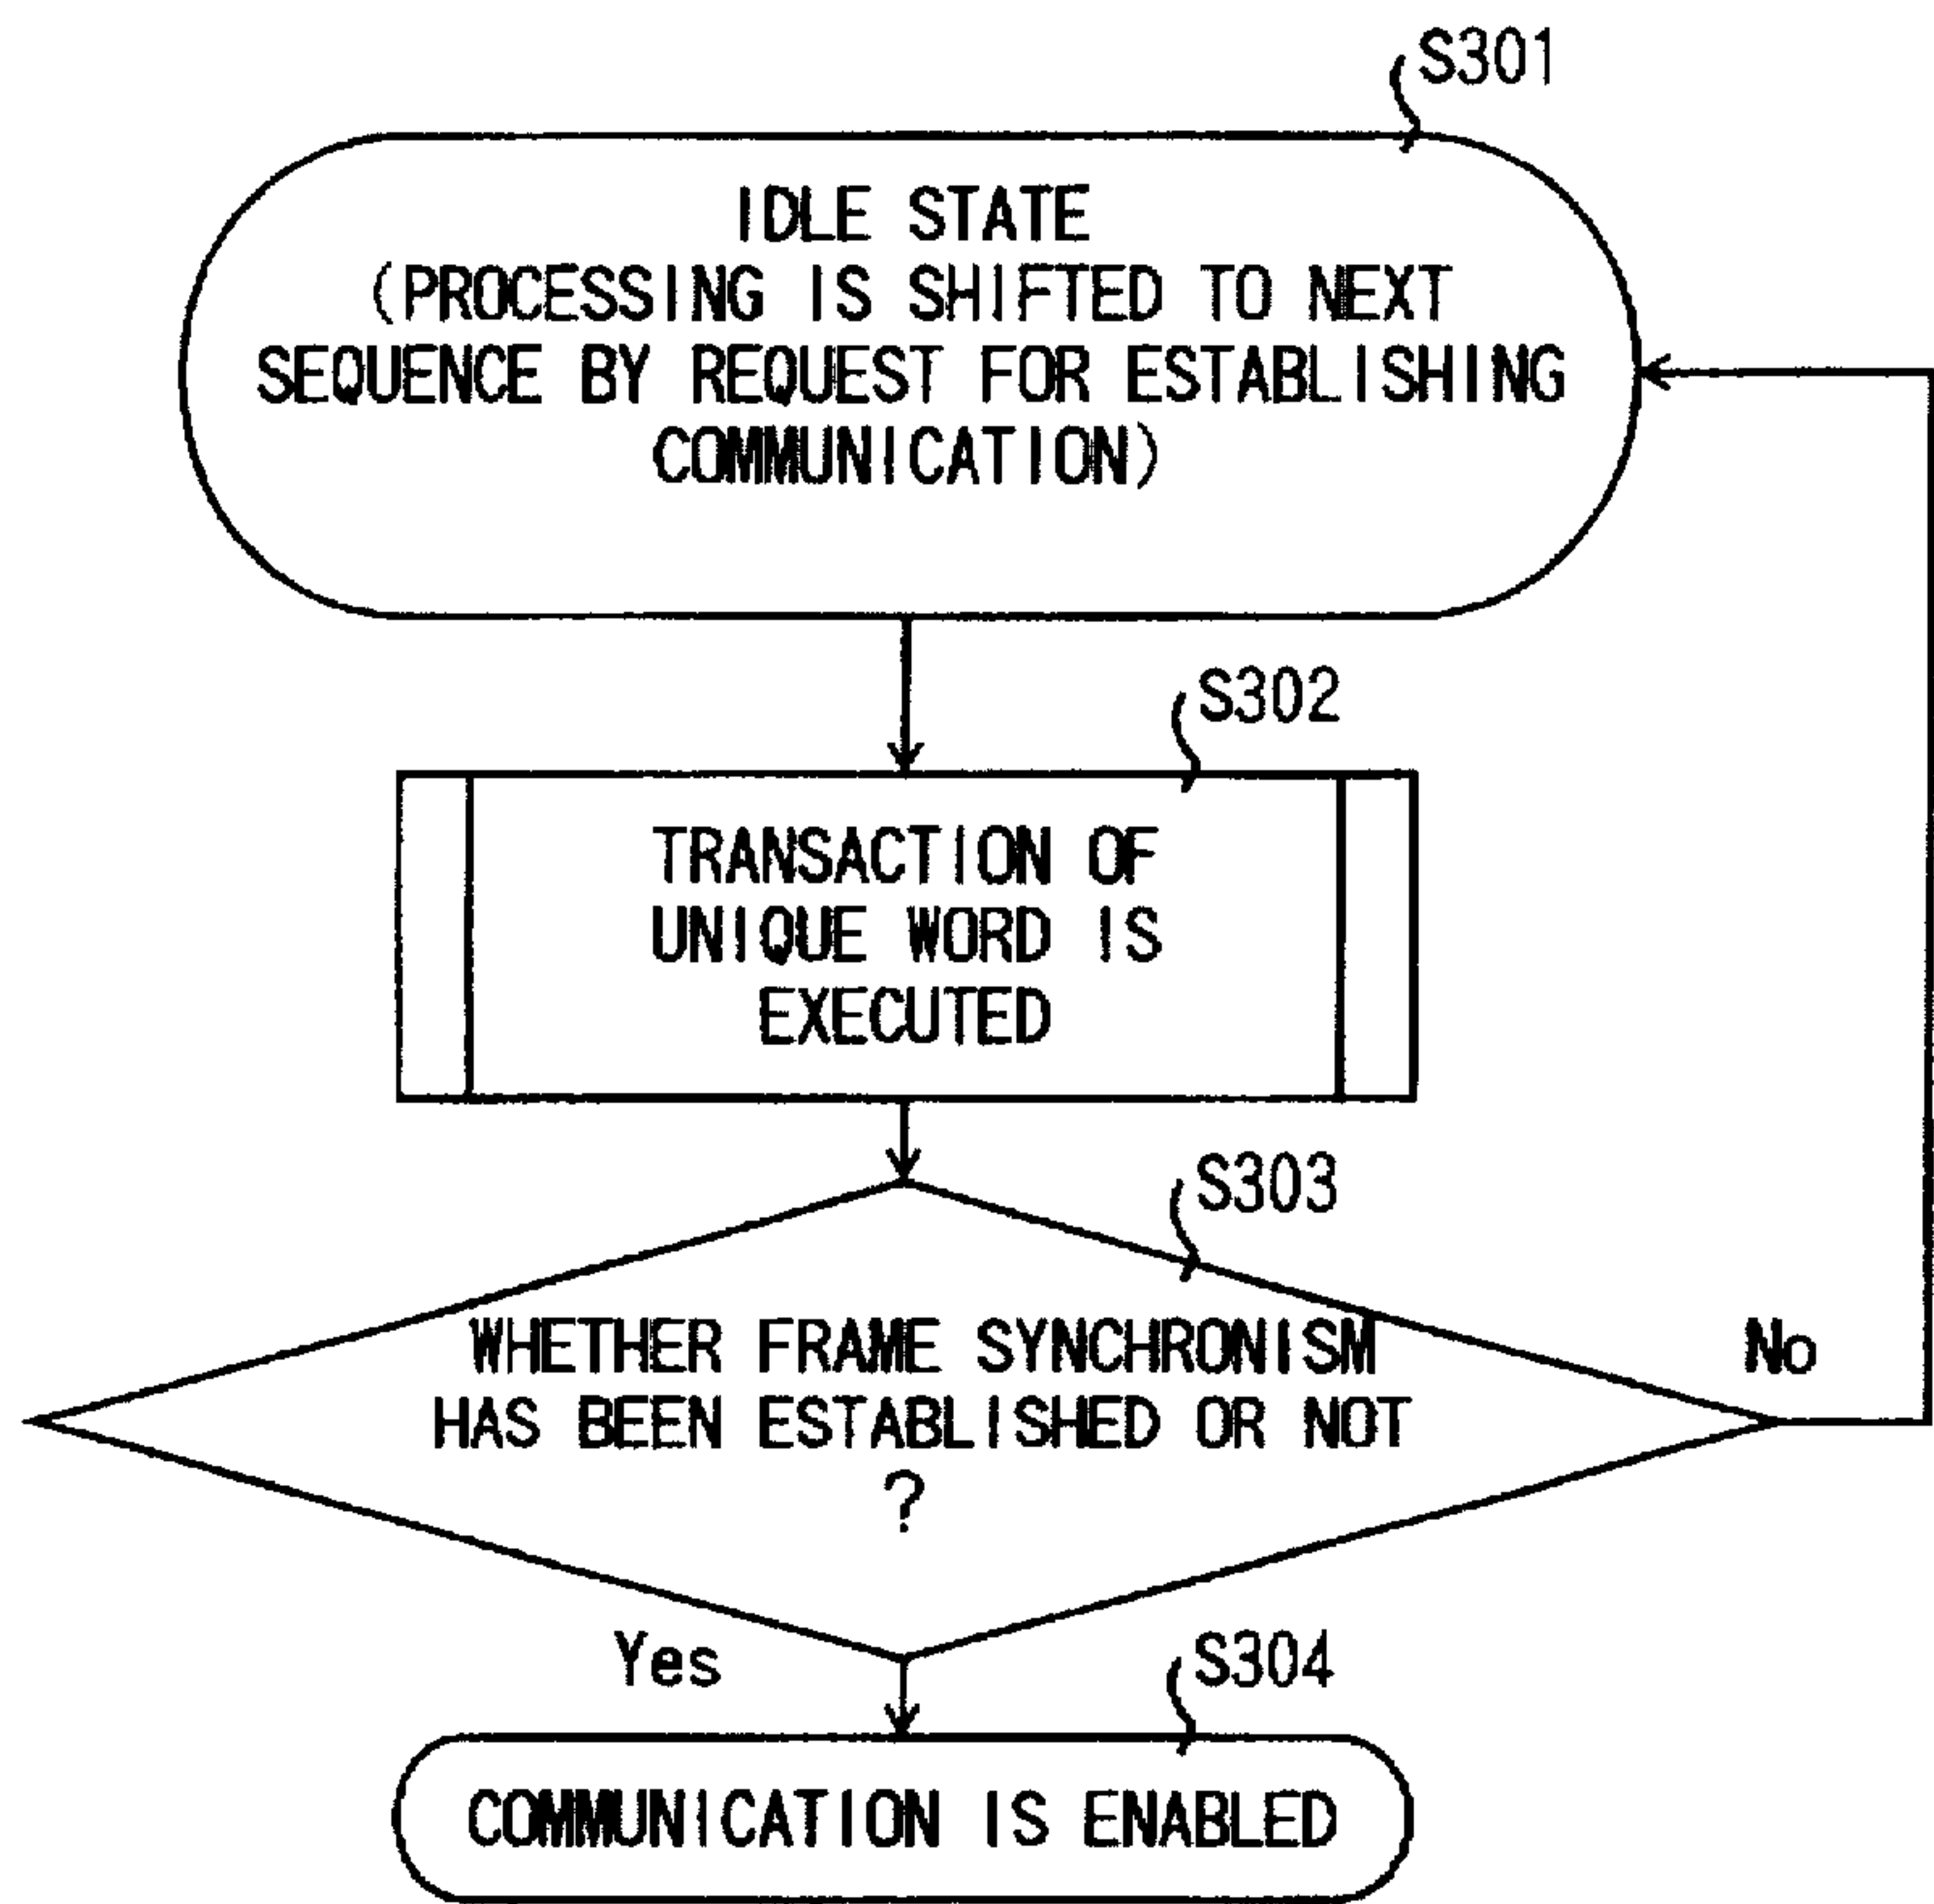 S301
IDLE STATE
(PROCESSING IS SHIFTED TO NEXT
SEQUENCE BY REQUEST FOR ESTABLISHING
COMMUNICATION)
S302
TRANSACTION OF
UNIQUE WORD IS
EXECUTED
S303
WHETHER FRAME SYNCHRONISM
HAS BEEN ESTABLISHED OR NOT
?
No
Yes
S304
COMMUNICATION IS ENABLED